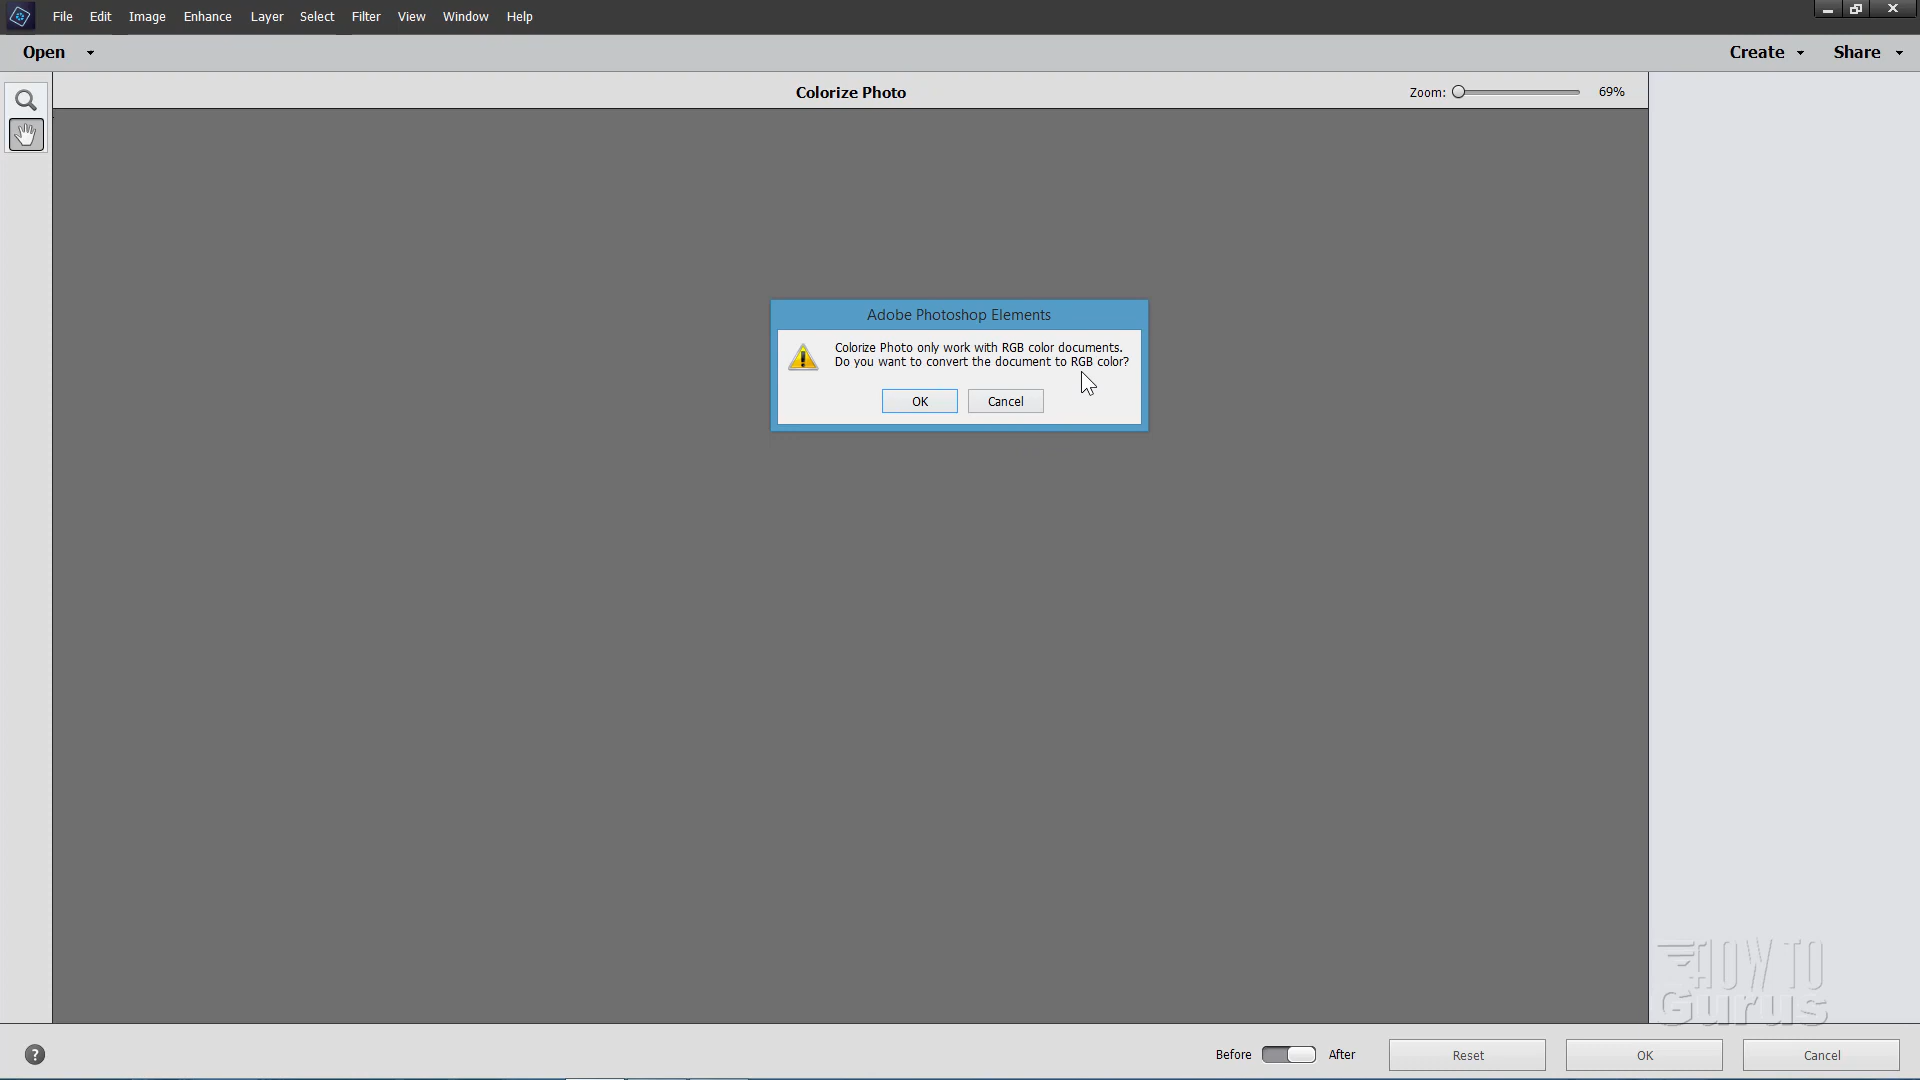 File Edit Image Enhance Layer Select Filter View Window Help
Open Create Share
Colorize Photo Zoom: 69%
Adobe Photoshop Elements
Colorize Photo only work with RGB color documents.
Do you want to convert the document to RGB color?
OK Cancel
HOW TO
Gurus
? Before After Reset OK Cancel